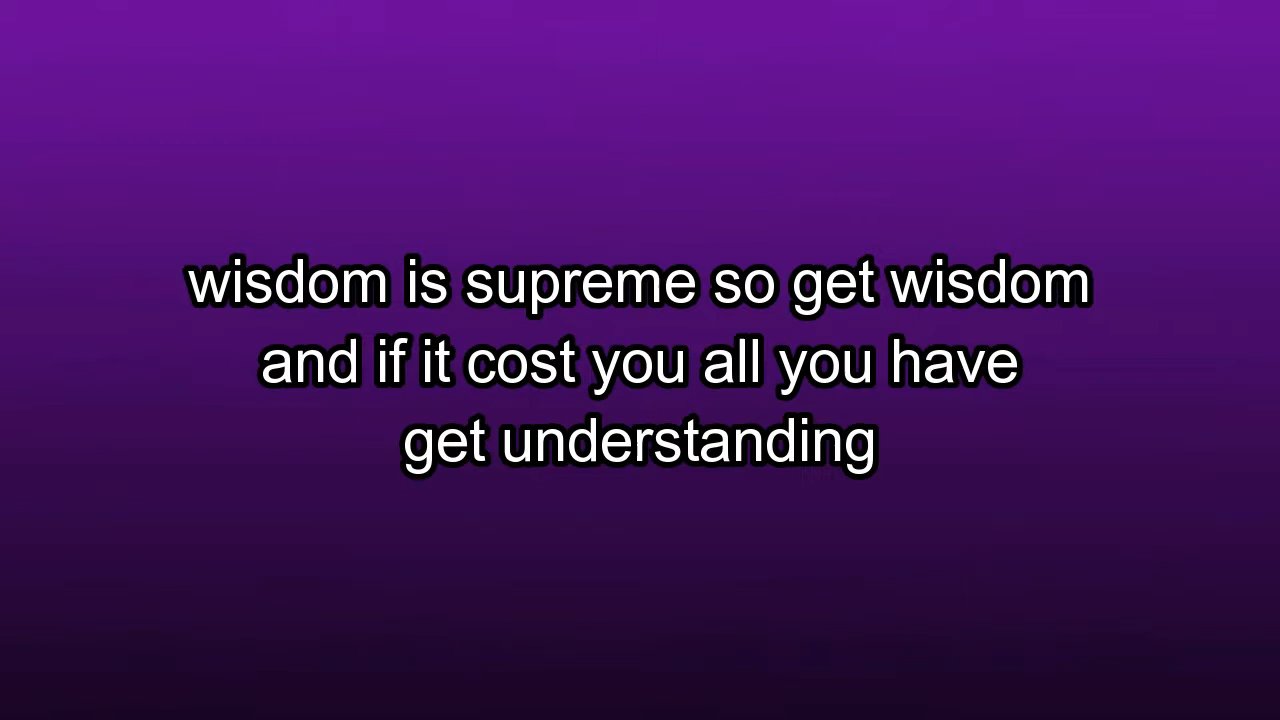 wisdom is supreme so get wisdom
and if it cost you all you have
get understanding